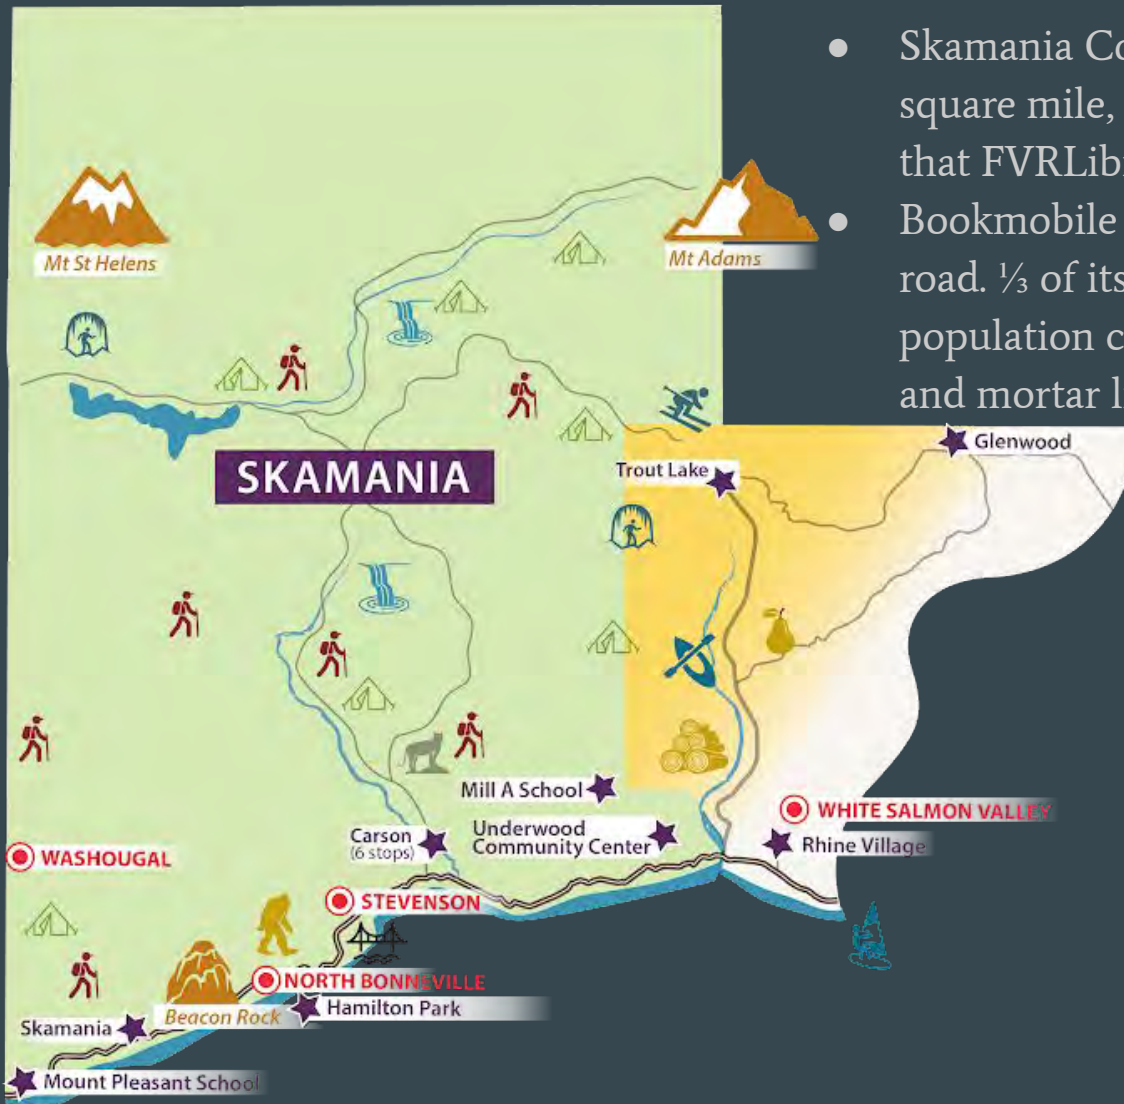 ● Skamania Co
square mile,
that FVRLib
● Bookmobile
road. ⅓ of its
population c
and mortar l
Mt St Helens
Mt Adams
Glenwood
Trout Lake
SKAMANIA
Mill A School
WHITE SALMON VALLEY
Carson
(6 stops)
Underwood
Community Center
Rhine Village
WASHOUGAL
STEVENSON
NORTH BONNEVILLE
Hamilton Park
Beacon Rock
Skamania
Mount Pleasant School